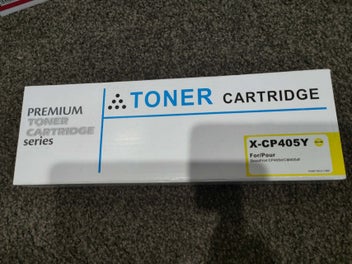 PREMIUM
TONER
CARTRIDGE
series
TONER CARTRIDGE
X-CP405Y
For/Pour